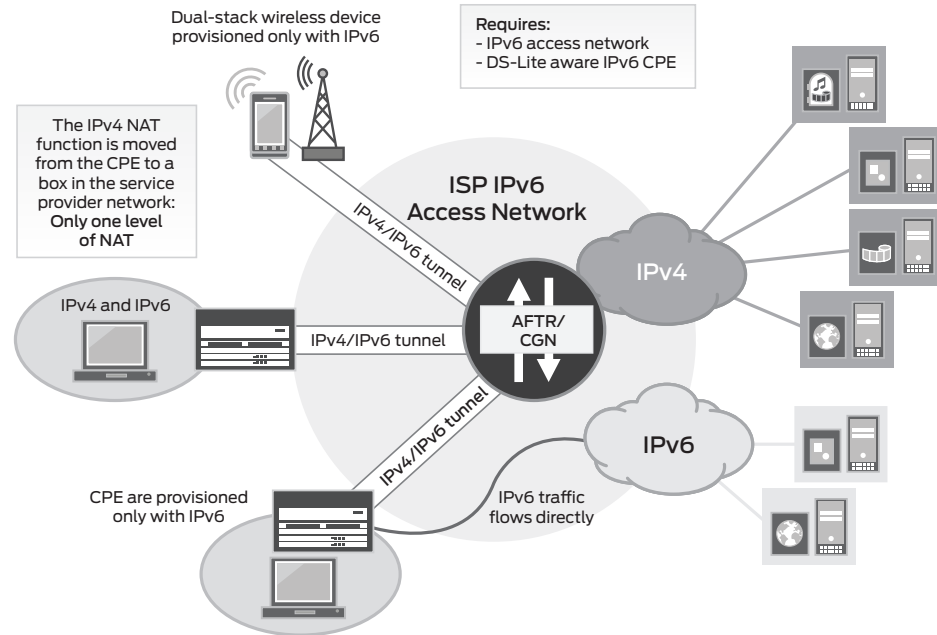 Dual-stack wireless device
provisioned only with IPv6
Requires:
- IPv6 access network
- DS-Lite aware IPv6 CPE
The IPv4 NAT
function is moved
from the CPE to a
box in the service
provider network:
Only one level
of NAT
ISP IPv6
Access Network
IPv4/IPv6 tunnel
IPv4
IPv4 and IPv6
IPv4/IPv6 tunnel
AFTR/
CGN
IPv4/IPv6 tunnel
IPv6
CPE are provisioned
only with IPv6
IPv6 traffic
flows directly